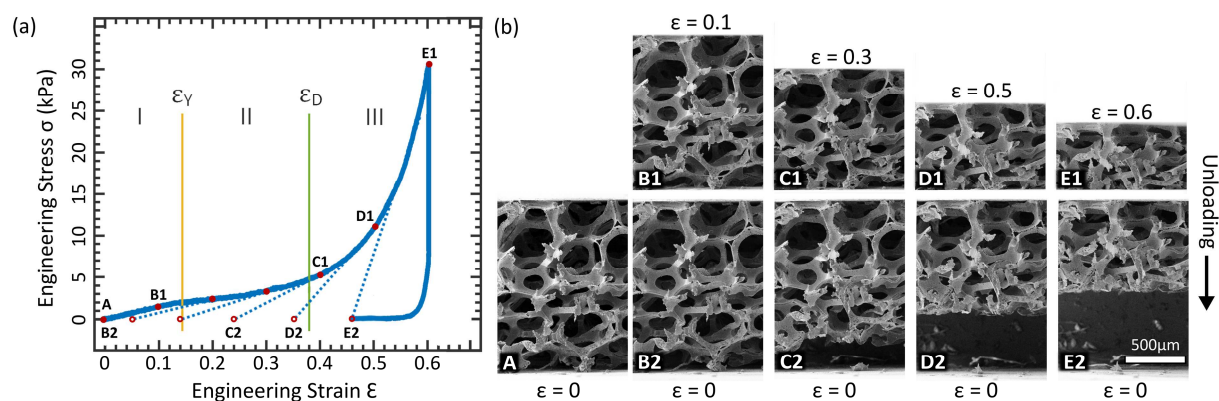 (a)
Engineering Stress σ (kPa)
30
25
20
15
10
5
0
I
εY
II
εD
III
A
B1
B2
C1
C2
D1
D2
E1
E2
0
0.1
0.2
0.3
0.4
0.5
0.6
Engineering Strain ε
(b)
ε = 0.1
ε = 0.3
ε = 0.5
ε = 0.6
B1
C1
D1
E1
Unloading
A
B2
C2
D2
E2
500μm
ε = 0
ε = 0
ε = 0
ε = 0
ε = 0